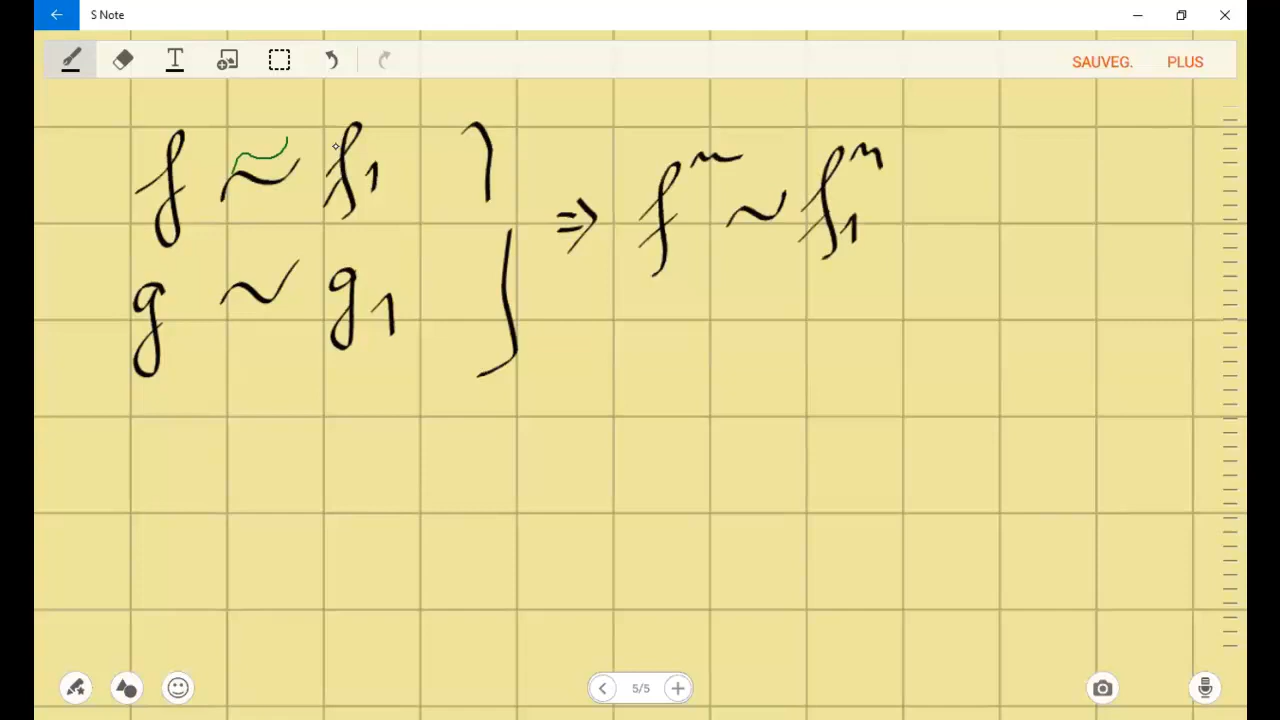 S Note
SAUVEG. PLUS
f ~ f₁ } ⇒ fⁿ ~ f₁ⁿ
g ~ g₁
5/5